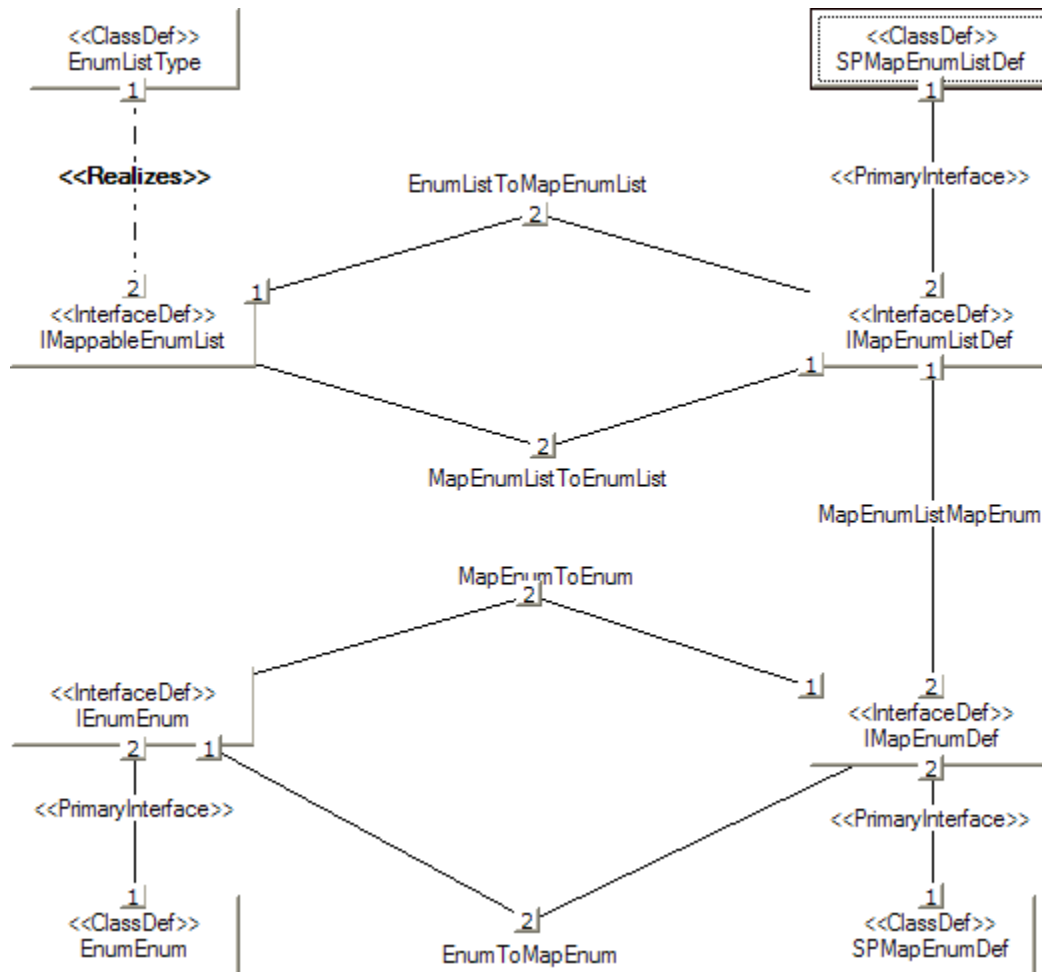 <<ClassDef>>
EnumListType
<<ClassDef>>
SPMapEnumListDef
1
1
<<Realizes>>
EnumListToMapEnumList
<<PrimaryInterface>>
2
2
1
2
<<InterfaceDef>>
IMappableEnumList
<<InterfaceDef>>
IMapEnumListDef
1
1
2
MapEnumListToEnumList
MapEnumListMapEnum
MapEnumToEnum
2
1
2
<<InterfaceDef>>
IEnumEnum
<<InterfaceDef>>
IMapEnumDef
2
1
2
<<PrimaryInterface>>
<<PrimaryInterface>>
1
1
<<ClassDef>>
EnumEnum
2
EnumToMapEnum
<<ClassDef>>
SPMapEnumDef